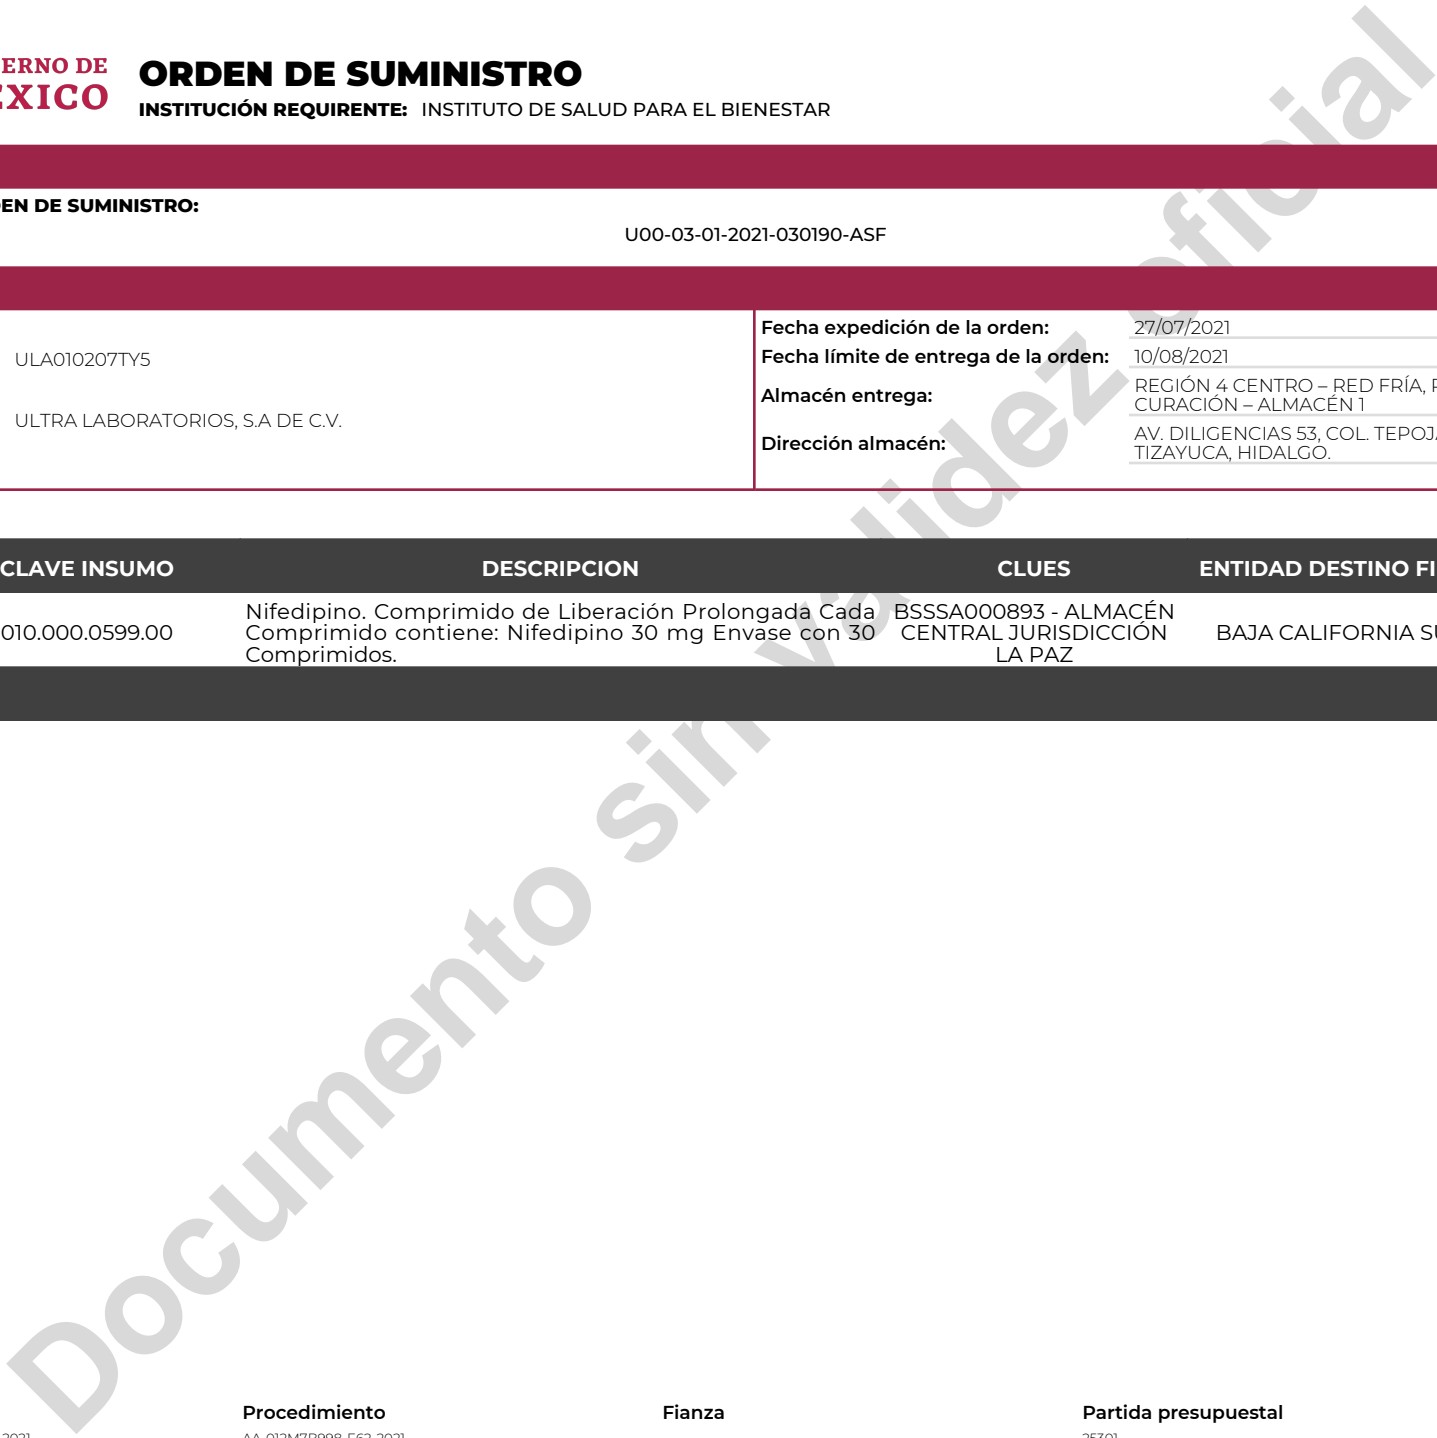 ERNO DE
ORDEN DE SUMINISTRO
INSTITUCIÓN REQUIRENTE: INSTITUTO DE SALUD PARA EL BIENESTAR
EN DE SUMINISTRO:
U00-03-01-2021-030190-ASF
ULA010207TY5
ULTRA LABORATORIOS, S.A DE C.V.
Fecha expedición de la orden: 27/07/2021
Fecha límite de entrega de la orden: 10/08/2021
Almacén entrega: REGIÓN 4 CENTRO – RED FRÍA,
CURACIÓN – ALMACÉN 1
Dirección almacén: AV. DILIGENCIAS 53, COL. TEPOJ
TIZAYUCA, HIDALGO.
CLAVE INSUMO DESCRIPCION CLUES ENTIDAD DESTINO FI
010.000.0599.00
Nifedipino. Comprimido de Liberación Prolongada Cada
Comprimido contiene: Nifedipino 30 mg Envase con 30
Comprimidos.
BSSSA000893 - ALMACÉN
CENTRAL JURISDICCIÓN
LA PAZ
BAJA CALIFORNIA S
Documento sin validez oficial
Procedimiento Fianza Partida presupuestal